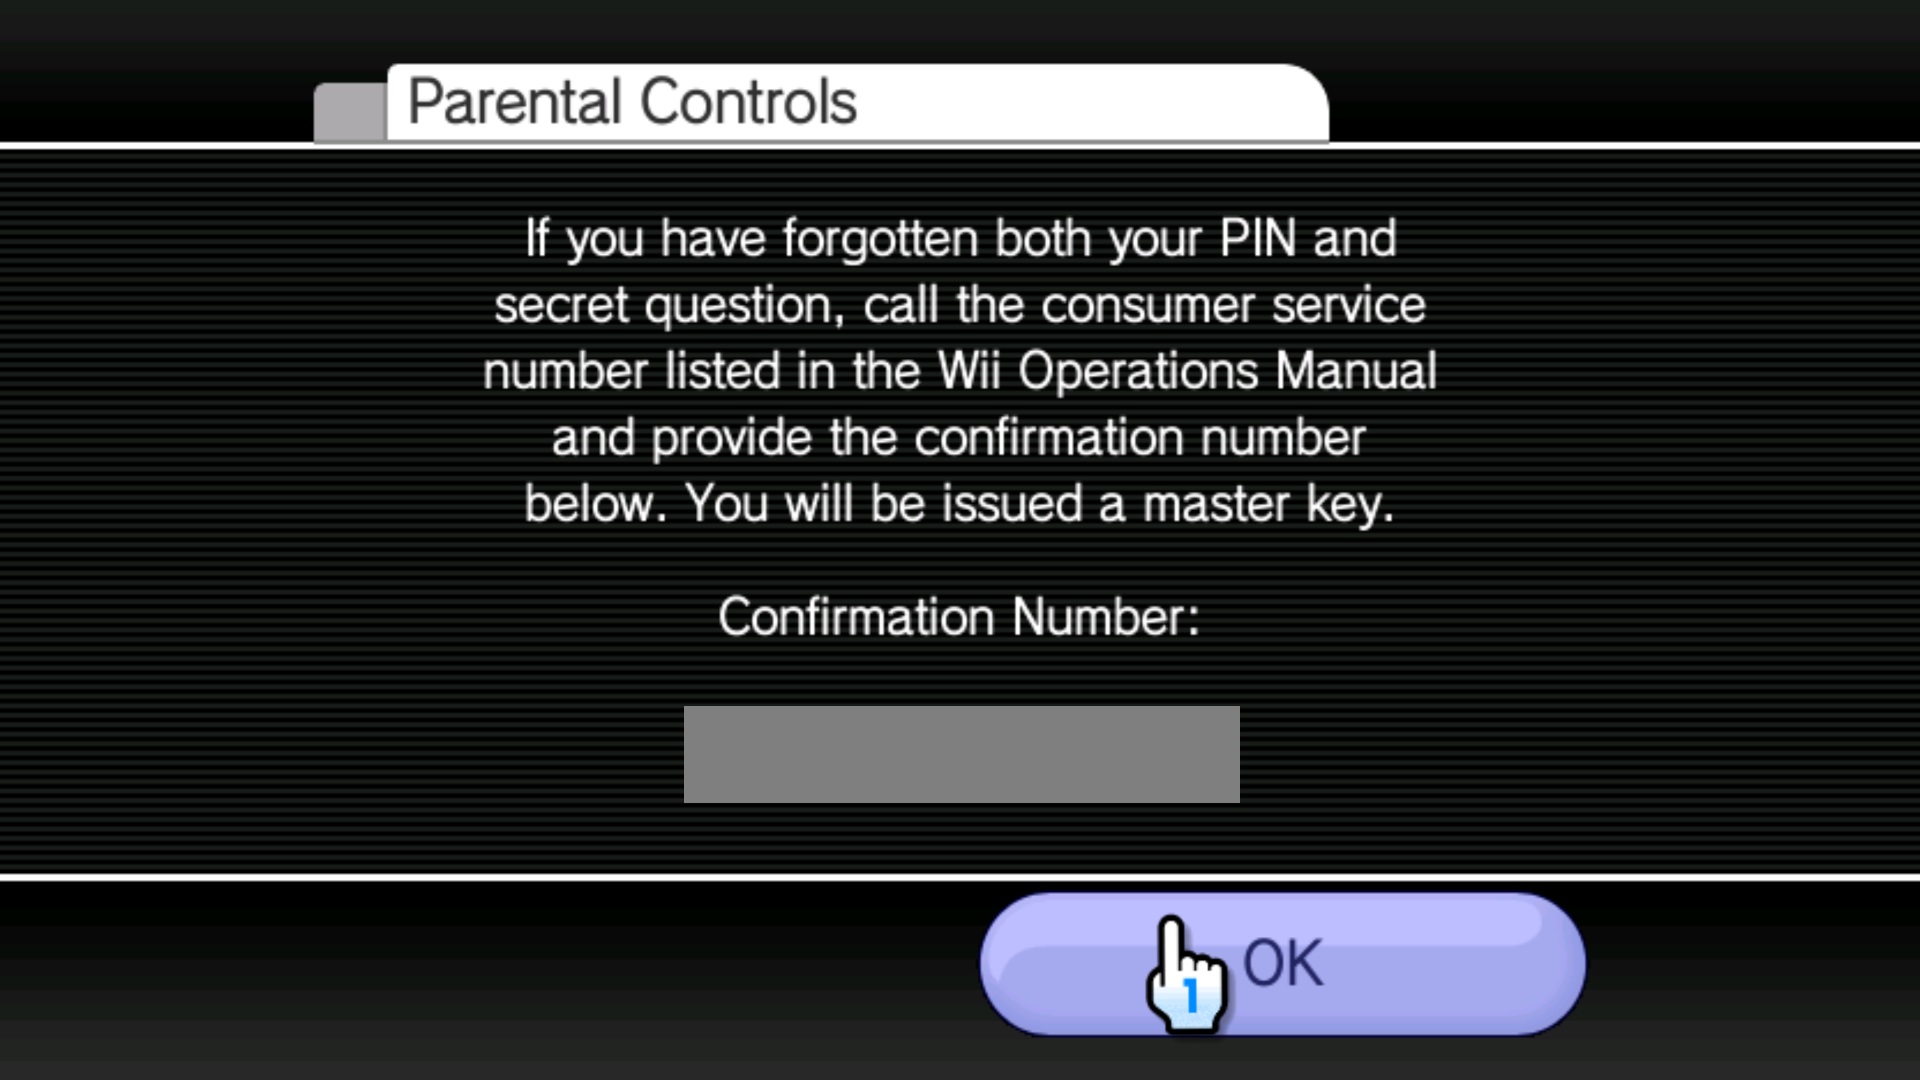 Parental Controls
If you have forgotten both your PIN and
secret question, call the consumer service
number listed in the Wii Operations Manual
and provide the confirmation number
below. You will be issued a master key.
Confirmation Number:
OK
1